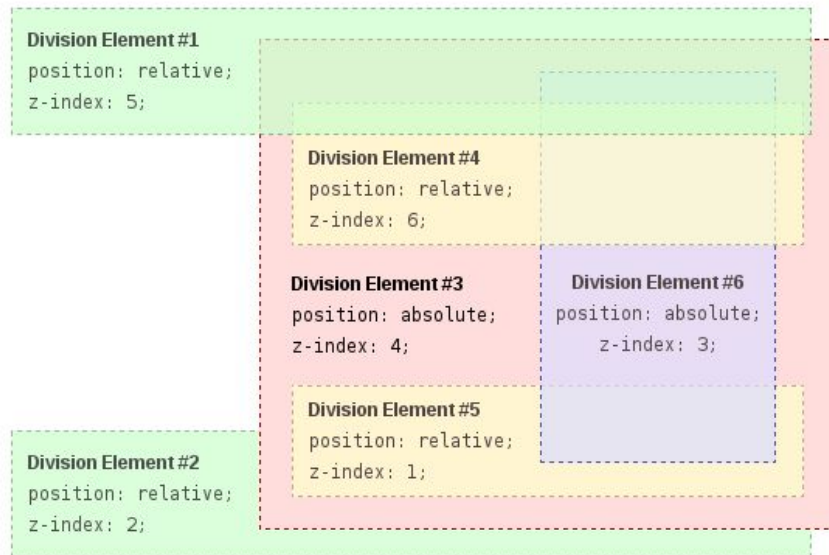 Division Element #1
position: relative;
z-index: 5;
Division Element #4
position: relative;
z-index: 6;
Division Element #3
position: absolute;
z-index: 4;
Division Element #6
position: absolute;
z-index: 3;
Division Element #5
position: relative;
z-index: 1;
Division Element #2
position: relative;
z-index: 2;